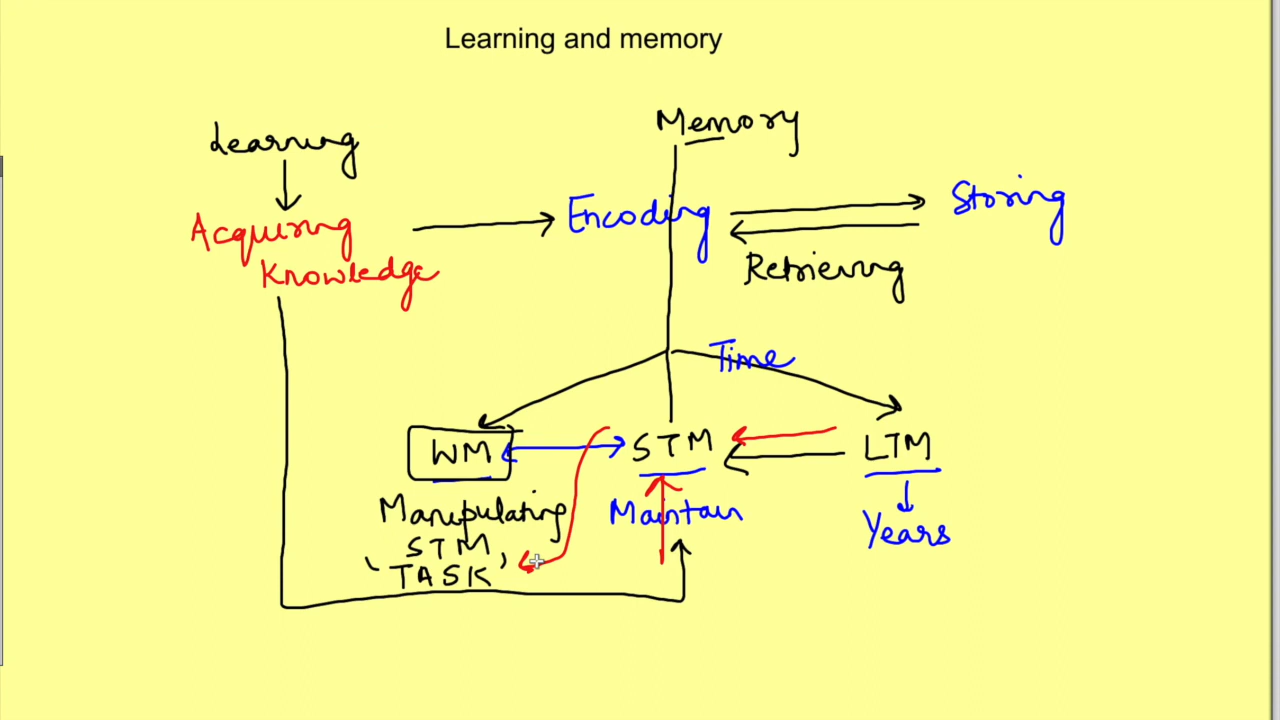 Learning and memory
Learning
Memory
Acquiring
Knowledge
Encoding
Storing
Retrieving
Time
WM
STM
LTM
Manipulating
STM
'TASK'
Maintain
Years